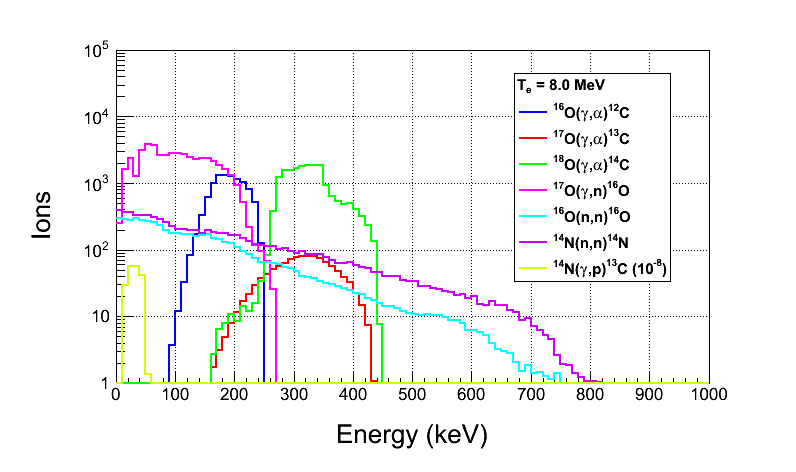 10⁵
10⁴
10³
10²
10
1
Ions
Tₑ = 8.0 MeV
¹⁶O(γ,α)¹²C
¹⁷O(γ,α)¹³C
¹⁸O(γ,α)¹⁴C
¹⁷O(γ,n)¹⁶O
¹⁶O(n,n)¹⁶O
¹⁴N(n,n)¹⁴N
¹⁴N(γ,p)¹³C (10⁻⁸)
0 100 200 300 400 500 600 700 800 900 1000
Energy (keV)